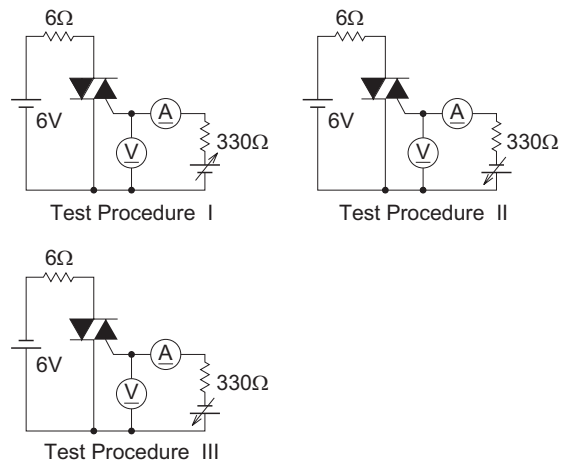 6Ω
6V
A
V
330Ω
Test Procedure I
6Ω
6V
A
V
330Ω
Test Procedure II
6Ω
6V
A
V
330Ω
Test Procedure III